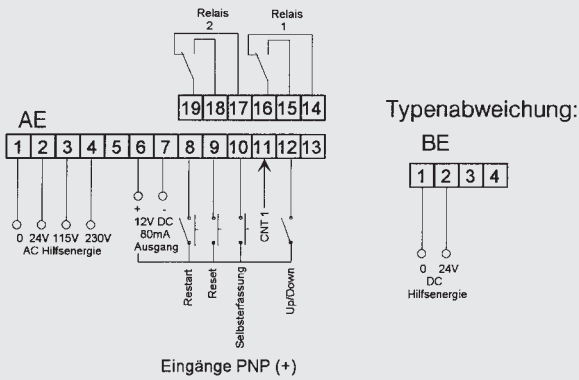 Relais 2
Relais 1
19 18 17 16 15 14
Typenabweichung:
AE
1 2 3 4 5 6 7 8 9 10 11 12 13
BE
1 2 3 4
+ -
12V DC
80mA
Ausgang
CNT 1
0 24V 115V 230V
AC Hilfsenergie
0 24V
DC
Hilfsenergie
Restart
Reset
Selbsterfassung
Up/Down
Eingänge PNP (+)